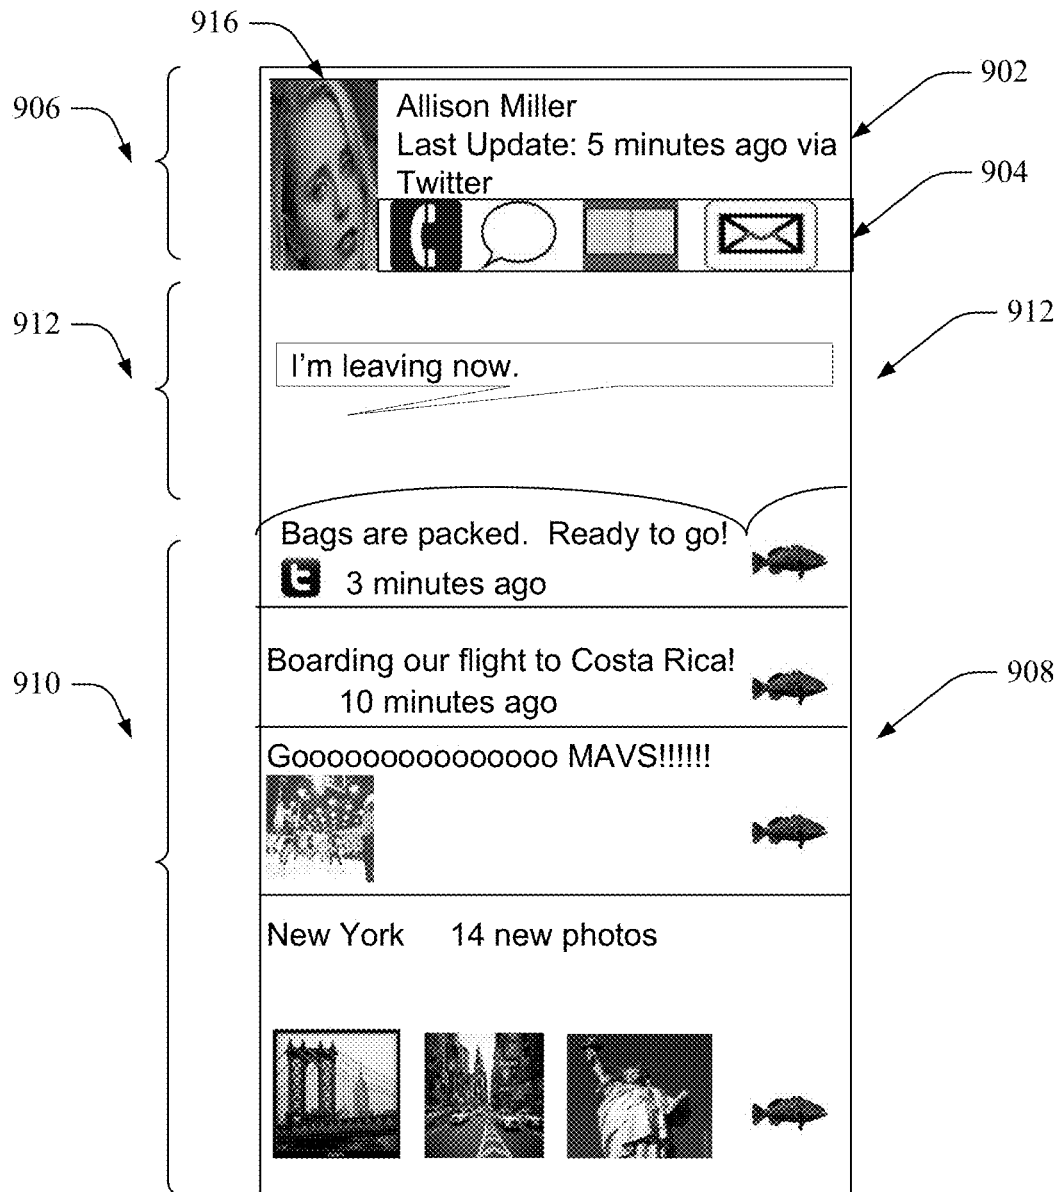 916
906
902
Allison Miller
Last Update: 5 minutes ago via
Twitter
904
912
912
I'm leaving now.
Bags are packed.  Ready to go!
t 3 minutes ago
Boarding our flight to Costa Rica!
10 minutes ago
910
908
Gooooooooooooooo MAVS!!!!!!
New York 14 new photos